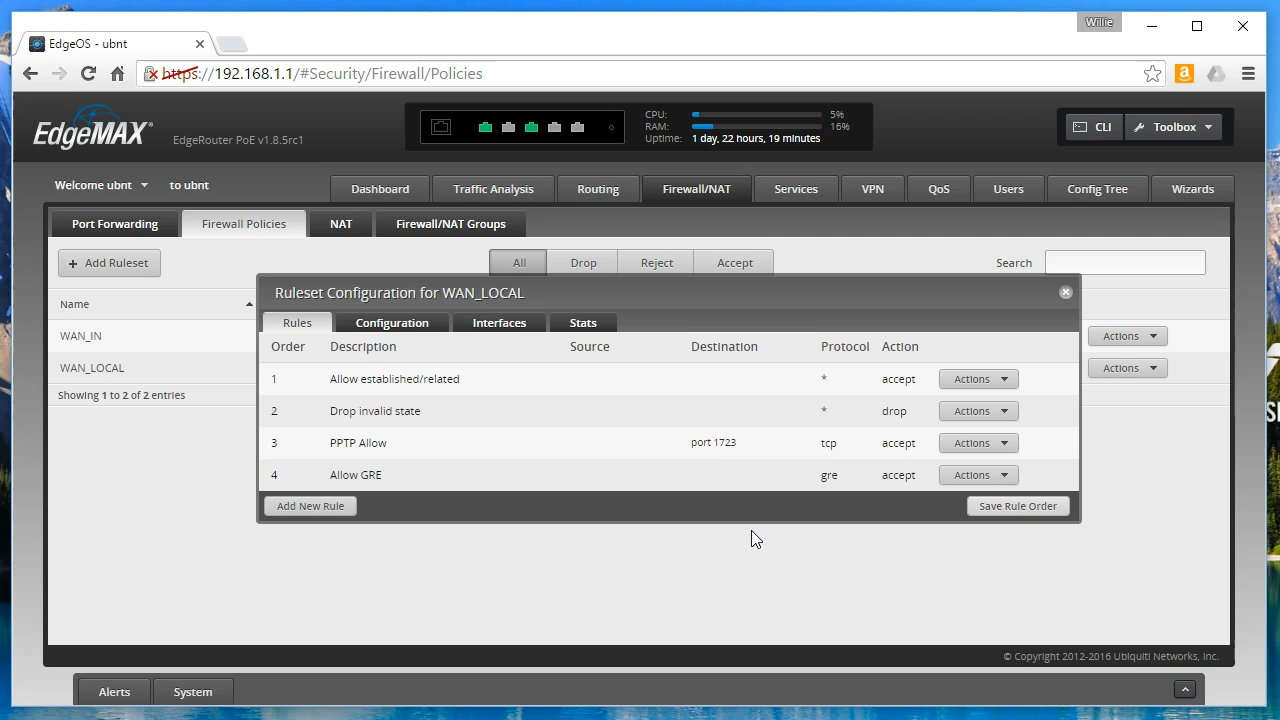 Willie
EdgeOS - ubnt
https://192.168.1.1/#Security/Firewall/Policies
EdgeMAX®
EdgeRouter PoE v1.8.5rc1
CPU: 5%
RAM: 16%
Uptime: 1 day, 22 hours, 19 minutes
CLI Toolbox
Welcome ubnt to ubnt
Dashboard Traffic Analysis Routing Firewall/NAT Services VPN QoS Users Config Tree Wizards
Port Forwarding Firewall Policies NAT Firewall/NAT Groups
+ Add Ruleset All Drop Reject Accept Search
Name
WAN_IN Actions
WAN_LOCAL Actions
Showing 1 to 2 of 2 entries
Ruleset Configuration for WAN_LOCAL
Rules Configuration Interfaces Stats
Order Description Source Destination Protocol Action
1 Allow established/related * accept Actions
2 Drop invalid state * drop Actions
3 PPTP Allow port 1723 tcp accept Actions
4 Allow GRE gre accept Actions
Add New Rule Save Rule Order
© Copyright 2012-2016 Ubiquiti Networks, Inc.
Alerts System